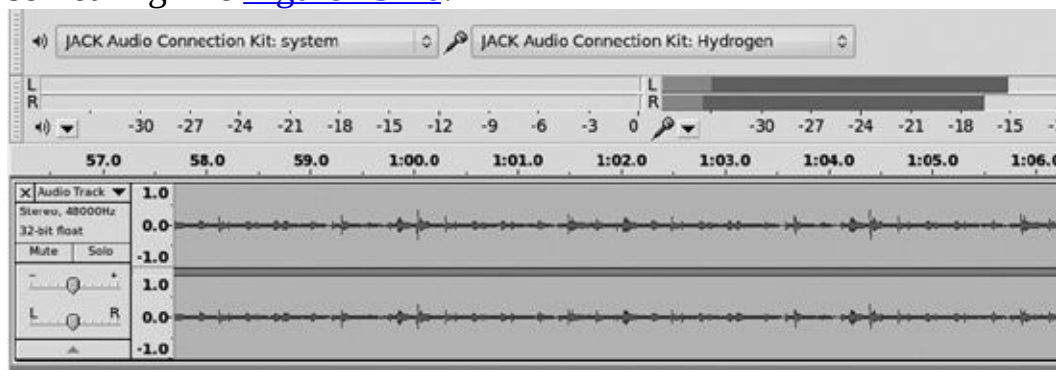 JACK Audio Connection Kit: system JACK Audio Connection Kit: Hydrogen
L L
R R
-30 -27 -24 -21 -18 -15 -12 -9 -6 -3 0 -30 -27 -24 -21 -18 -15
57.0 58.0 59.0 1:00.0 1:01.0 1:02.0 1:03.0 1:04.0 1:05.0 1:06.0
X Audio Track 1.0
Stereo, 48000Hz
32-bit float 0.0
Mute Solo -1.0
- + 1.0
L R 0.0
-1.0